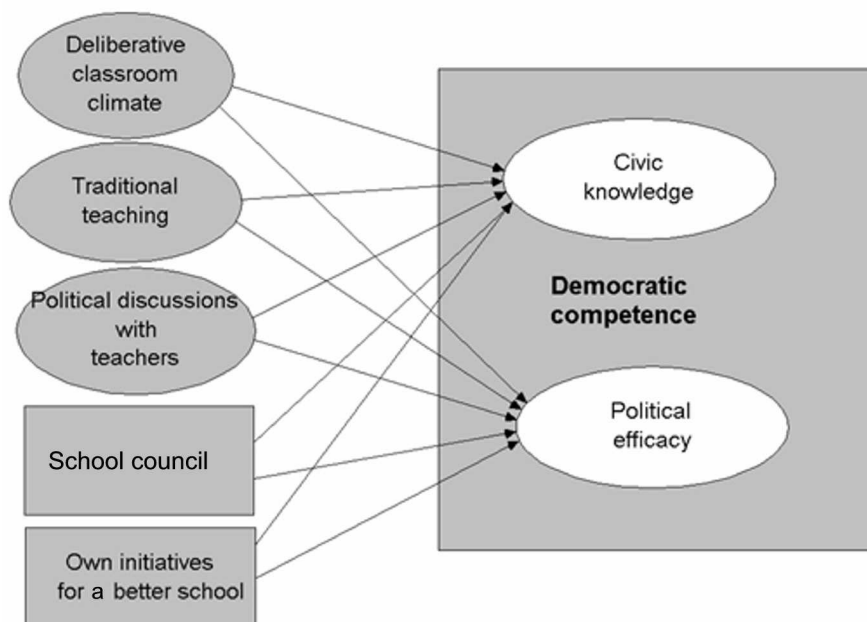 Deliberative
classroom
climate
Traditional
teaching
Political discussions
with
teachers
School council
Own initiatives
for a better school
Civic
knowledge
Democratic
competence
Political
efficacy